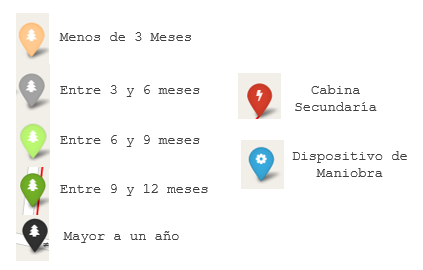 Menos de 3 Meses
Entre 3 y 6 meses
Entre 6 y 9 meses
Entre 9 y 12 meses
Mayor a un año
Cabina
Secundaría
Dispositivo de
Maniobra